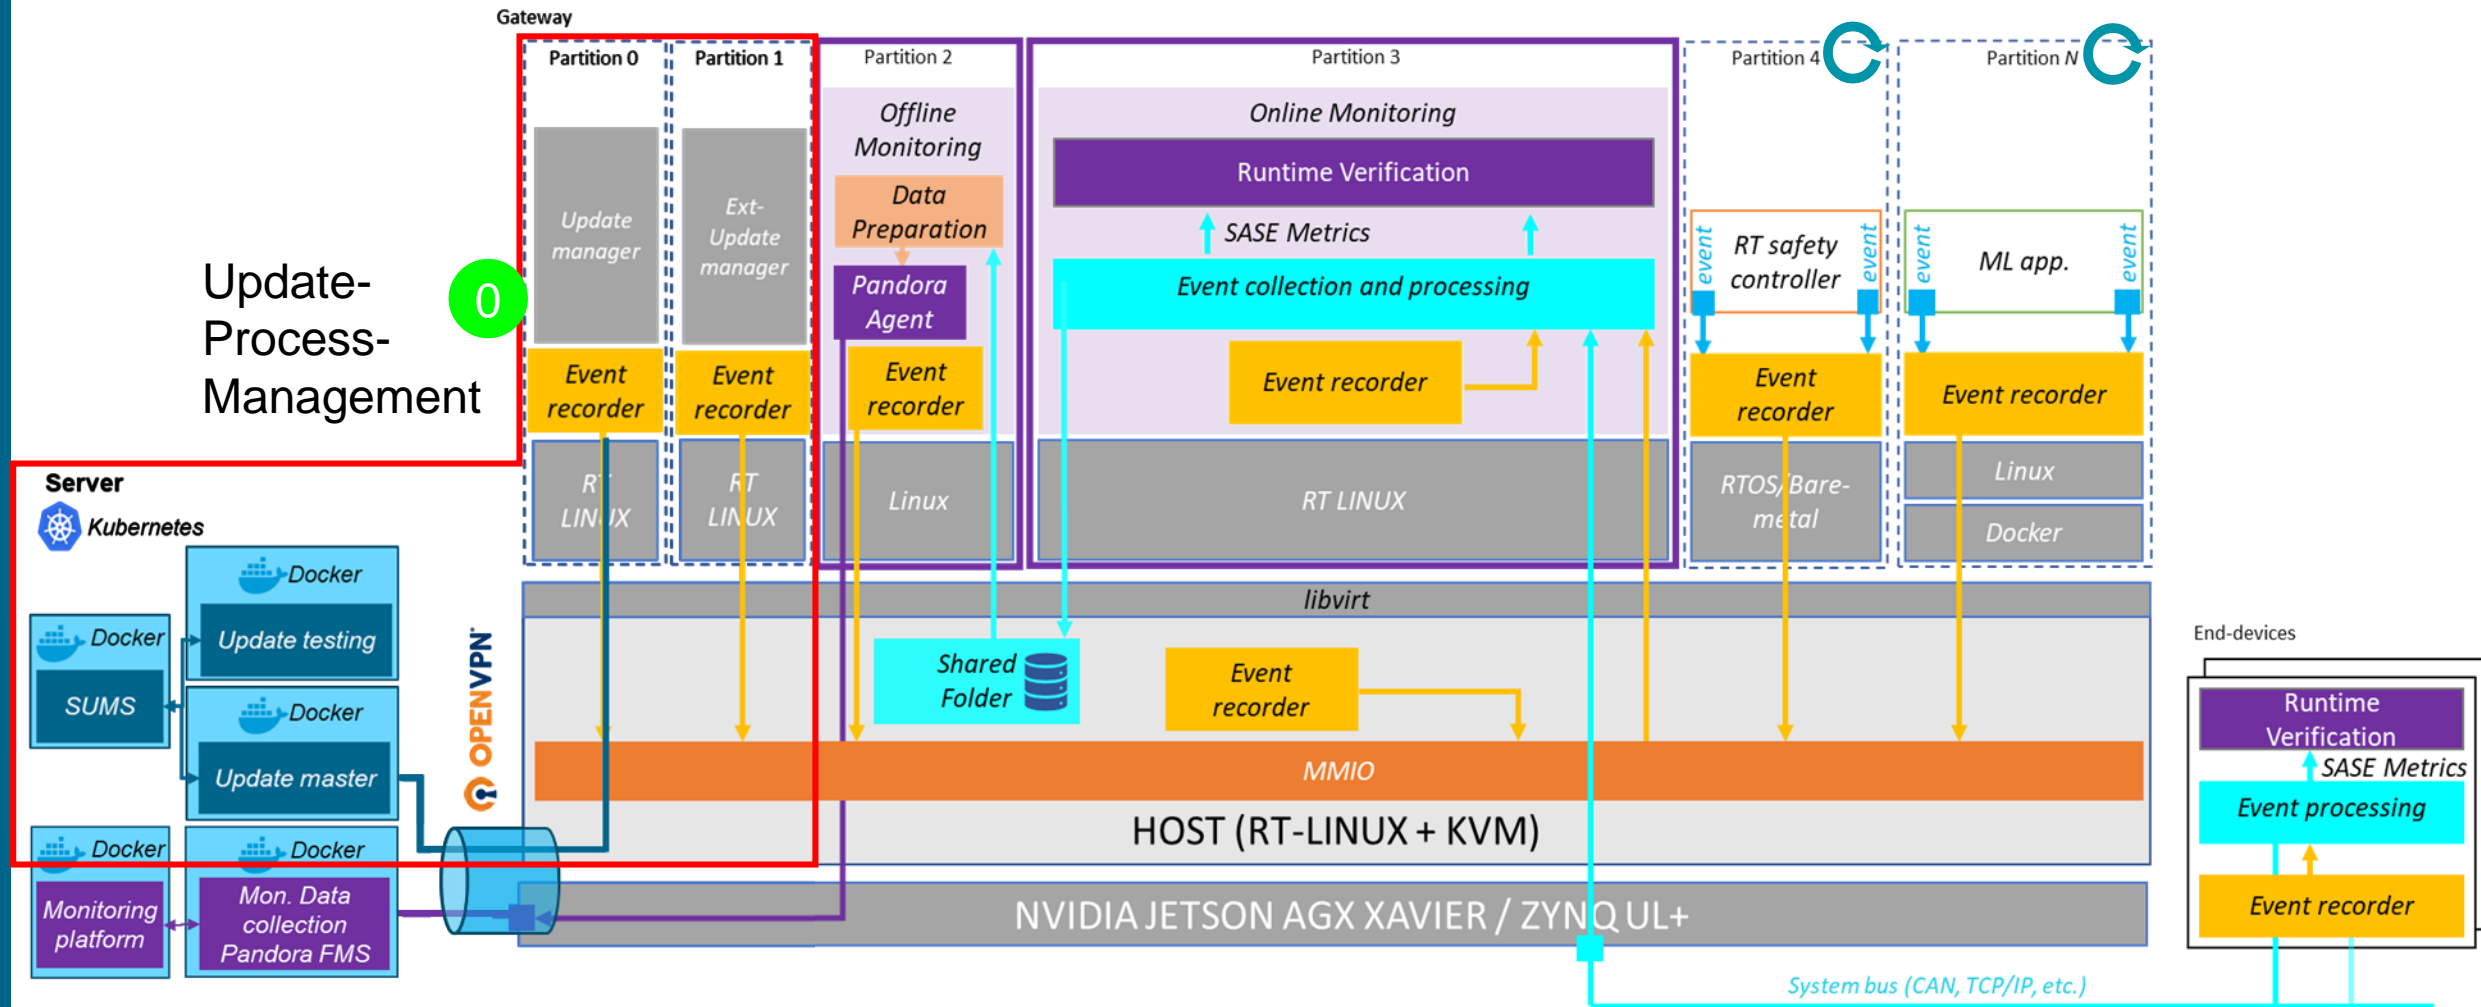 Gateway
Partition 0
Partition 1
Partition 2
Partition 3
Partition 4
Partition N
Update-
Process-
Management
0
Update
manager
Ext-
Update
manager
Offline
Monitoring
Data
Preparation
Pandora
Agent
Online Monitoring
Runtime Verification
SASE Metrics
Event collection and processing
event
RT safety
controller
event
event
ML app.
event
Event
recorder
Event
recorder
Event
recorder
Event recorder
Event
recorder
Event recorder
RT
LINUX
RT
LINUX
Linux
RT LINUX
RTOS/Bare-
metal
Linux
Docker
Server
Kubernetes
Docker
Update testing
Docker
SUMS
Docker
Update master
Docker
Monitoring
platform
Docker
Mon. Data
collection
Pandora FMS
OPENVPN
libvirt
Shared
Folder
Event
recorder
MMIO
HOST (RT-LINUX + KVM)
NVIDIA JETSON AGX XAVIER / ZYNQ UL+
System bus (CAN, TCP/IP, etc.)
End-devices
Runtime
Verification
SASE Metrics
Event processing
Event recorder